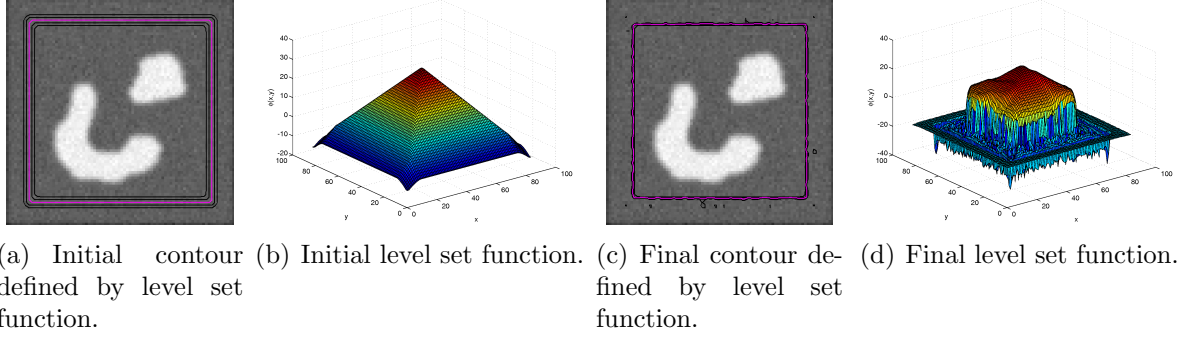 40
30
20
10
0
-10
-20
100
80
60
40
20
0
0
20
40
60
80
100
y
x
ø(x,y)
40
20
0
-20
-40
100
80
60
40
20
0
0
20
40
60
80
100
y
x
ø(x,y)
(a) Initial contour
defined by level set
function.
(b) Initial level set function.
(c) Final contour de-
fined by level set
function.
(d) Final level set function.